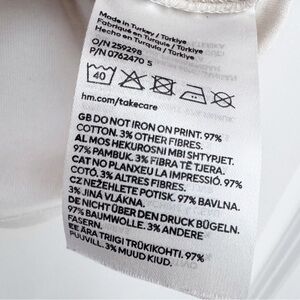 Made in Turkey / Türkiye
Fabriqué en Turquie / Türkiye
Hecho en Turquía / Türkiye
O/N 259298
P/N 0762470 5
40
hm.com/takecare
GB DO NOT IRON ON PRINT. 97%
COTTON. 3% OTHER FIBRES.
AL MOS HEKUROSNI MBI SHTYPJET.
97% PAMBUK. 3% FIBRA TË TJERA.
CAT NO PLANXEU LA IMPRESSIÓ. 97%
COTÓ. 3% ALTRES FIBRES.
CZ NEŽEHLETE POTISK. 97% BAVLNA.
3% JINÁ VLÁKNA.
DE NICHT ÜBER DEN DRUCK BÜGELN.
97% BAUMWOLLE. 3% ANDERE
FASERN.
EE ÄRA TRIIGI TRÜKIKOHTI. 97%
PUUVILL. 3% MUUD KIUD.